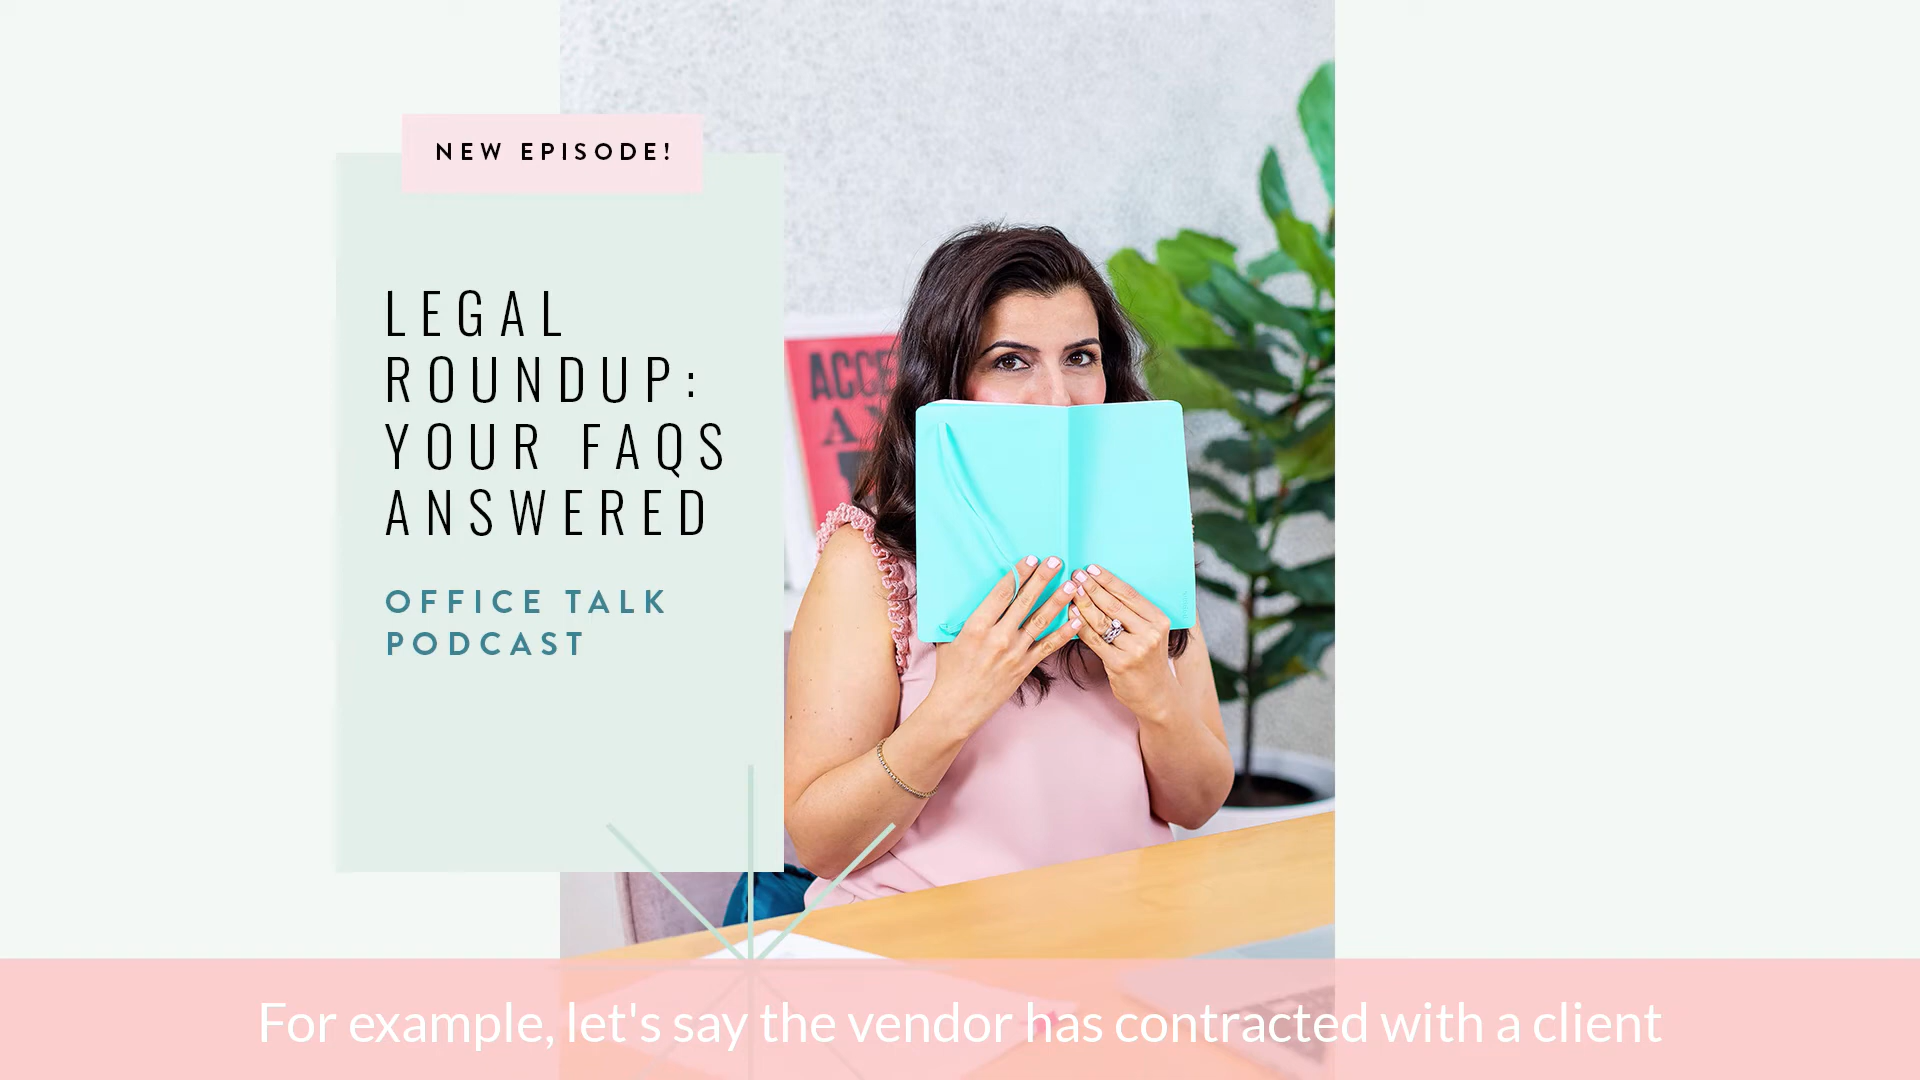 NEW EPISODE!
LEGAL
ROUNDUP:
YOUR FAQS
ANSWERED
OFFICE TALK
PODCAST
ACCE
A
For example, let's say the vendor has contracted with a client